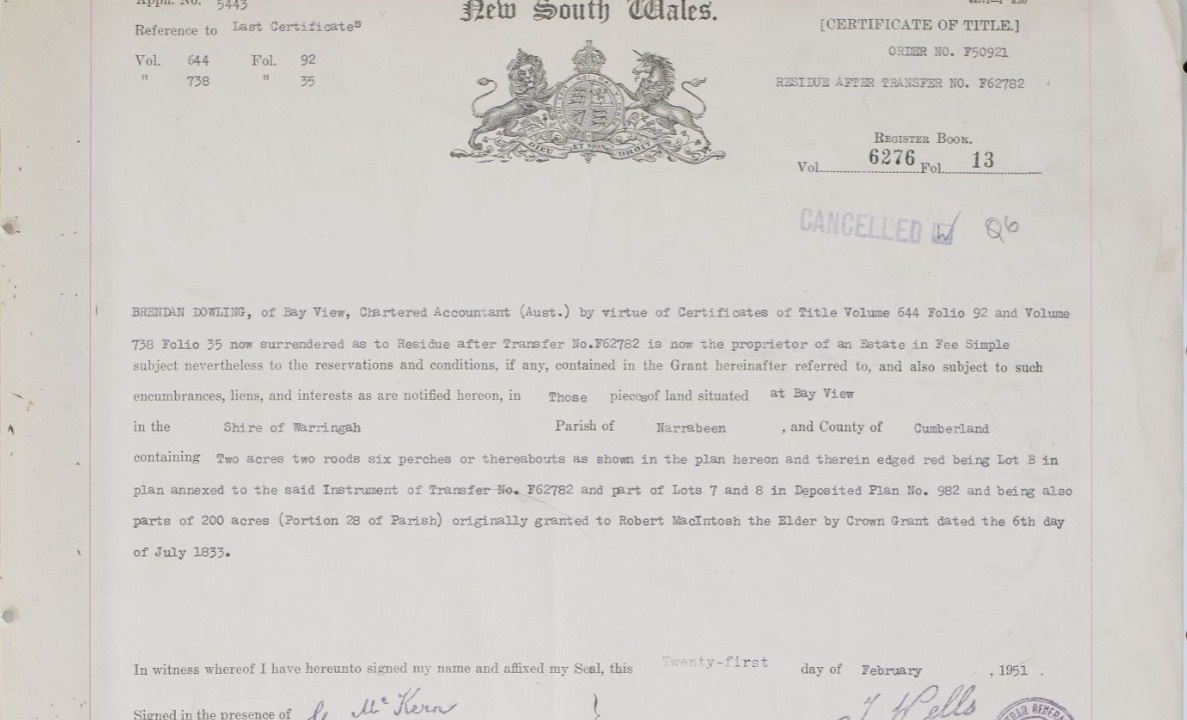 Appln. No. 5443
New South Wales.
[CERTIFICATE OF TITLE.]
Reference to Last Certificates
ORDER NO. F50921
Vol. 644 Fol. 92
" 738 " 35
RESIDUE AFTER TRANSFER NO. F62782
DIEU ET MON DROIT
REGISTER BOOK.
Vol. 6276 Fol. 13
CANCELLED
BRENDAN DOWLING, of Bay View, Chartered Accountant (Aust.) by virtue of Certificates of Title Volume 644 Folio 92 and Volume
738 Folio 35 now surrendered as to Residue after Transfer No.F62782 is now the proprietor of an Estate in Fee Simple
subject nevertheless to the reservations and conditions, if any, contained in the Grant hereinafter referred to, and also subject to such
encumbrances, liens, and interests as are notified hereon, in Those pieces of land situated at Bay View
in the Shire of Warringah Parish of Narrabeen , and County of Cumberland
containing Two acres two roods six perches or thereabouts as shown in the plan hereon and therein edged red being Lot B in
plan annexed to the said Instrument of Transfer No. F62782 and part of Lots 7 and 8 in Deposited Plan No. 982 and being also
parts of 200 acres (Portion 28 of Parish) originally granted to Robert MacIntosh the Elder by Crown Grant dated the 6th day
of July 1833.
In witness whereof I have hereunto signed my name and affixed my Seal, this Twenty-first day of February , 1951 .
Signed in the presence of McKern Wells